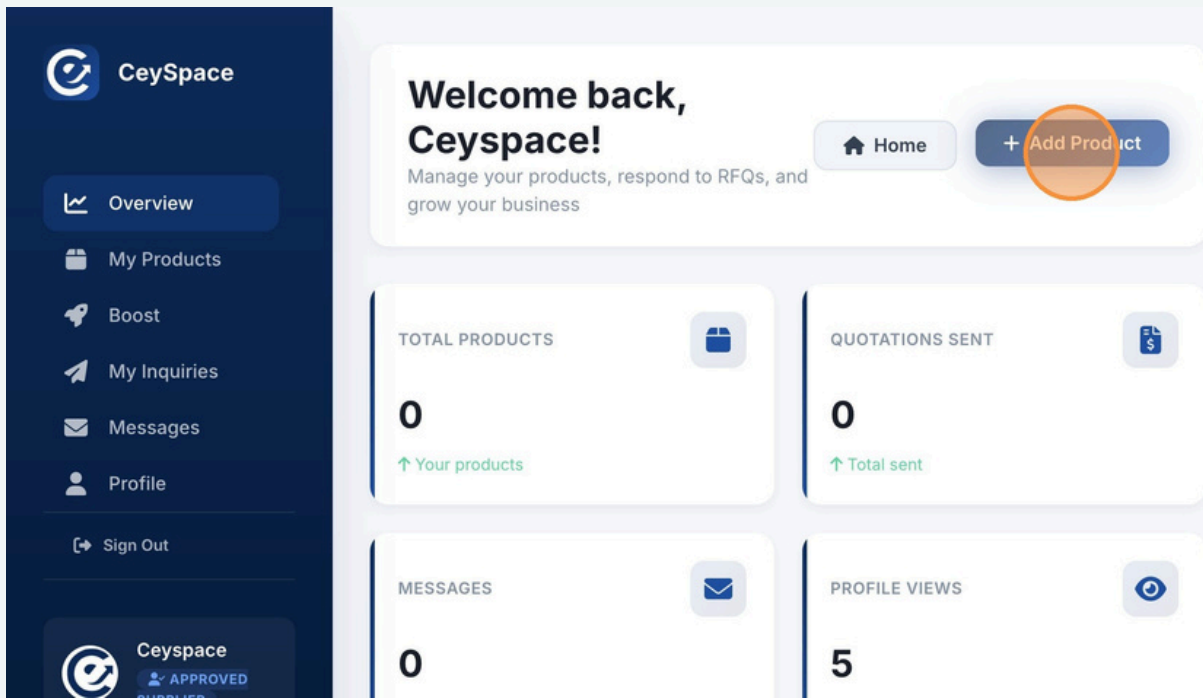 CeySpace
Overview
My Products
Boost
My Inquiries
Messages
Profile
Sign Out
Ceyspace
APPROVED
SUPPLIER
Welcome back,
Ceyspace!
Manage your products, respond to RFQs, and
grow your business
Home
+ Add Product
TOTAL PRODUCTS
0
↑ Your products
QUOTATIONS SENT
0
↑ Total sent
MESSAGES
0
PROFILE VIEWS
5